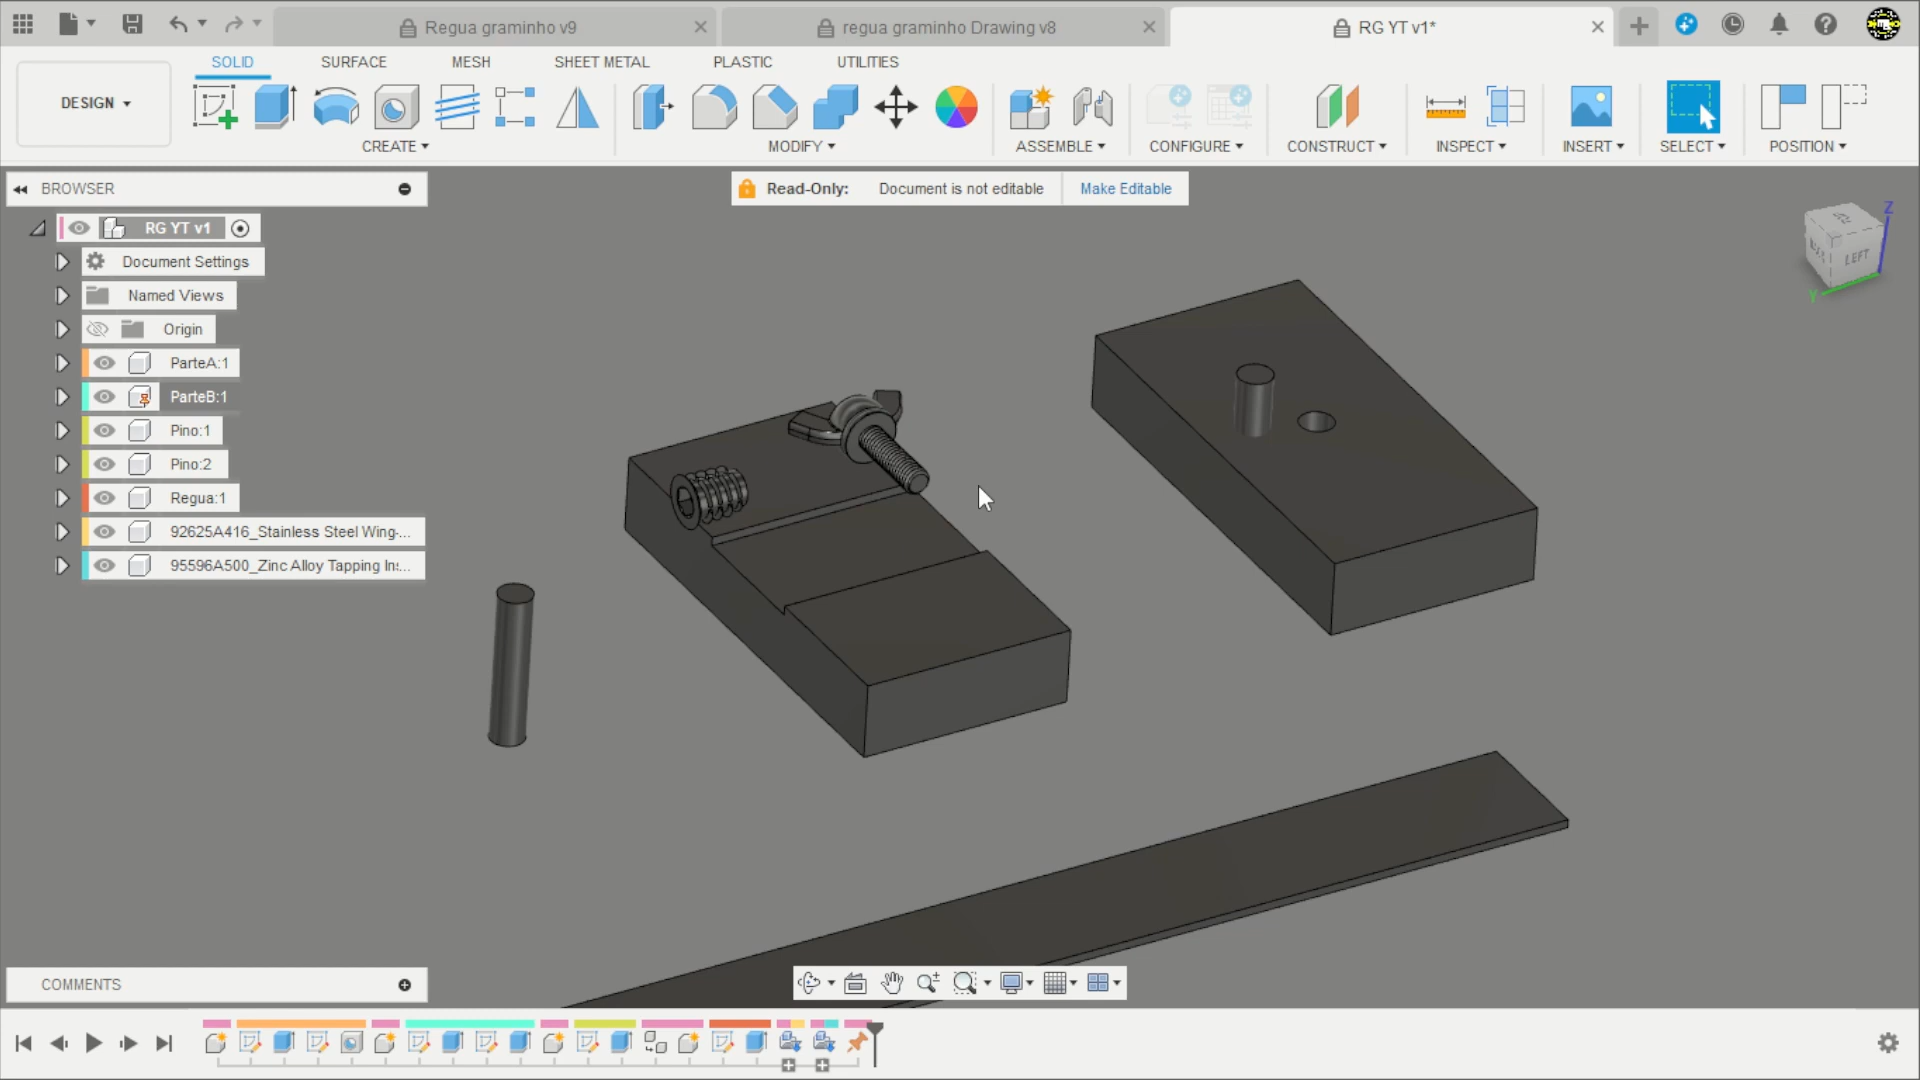 Regua graminho v9
regua graminho Drawing v8
RG YT v1*
DESIGN
SOLID
SURFACE
MESH
SHEET METAL
PLASTIC
UTILITIES
CREATE
MODIFY
ASSEMBLE
CONFIGURE
CONSTRUCT
INSPECT
INSERT
SELECT
POSITION
BROWSER
Read-Only: Document is not editable Make Editable
RG YT v1
Document Settings
Named Views
Origin
ParteA:1
ParteB:1
Pino:1
Pino:2
Regua:1
92625A416_Stainless Steel Wing-...
95596A500_Zinc Alloy Tapping In:...
Z
LEFT
Y
COMMENTS